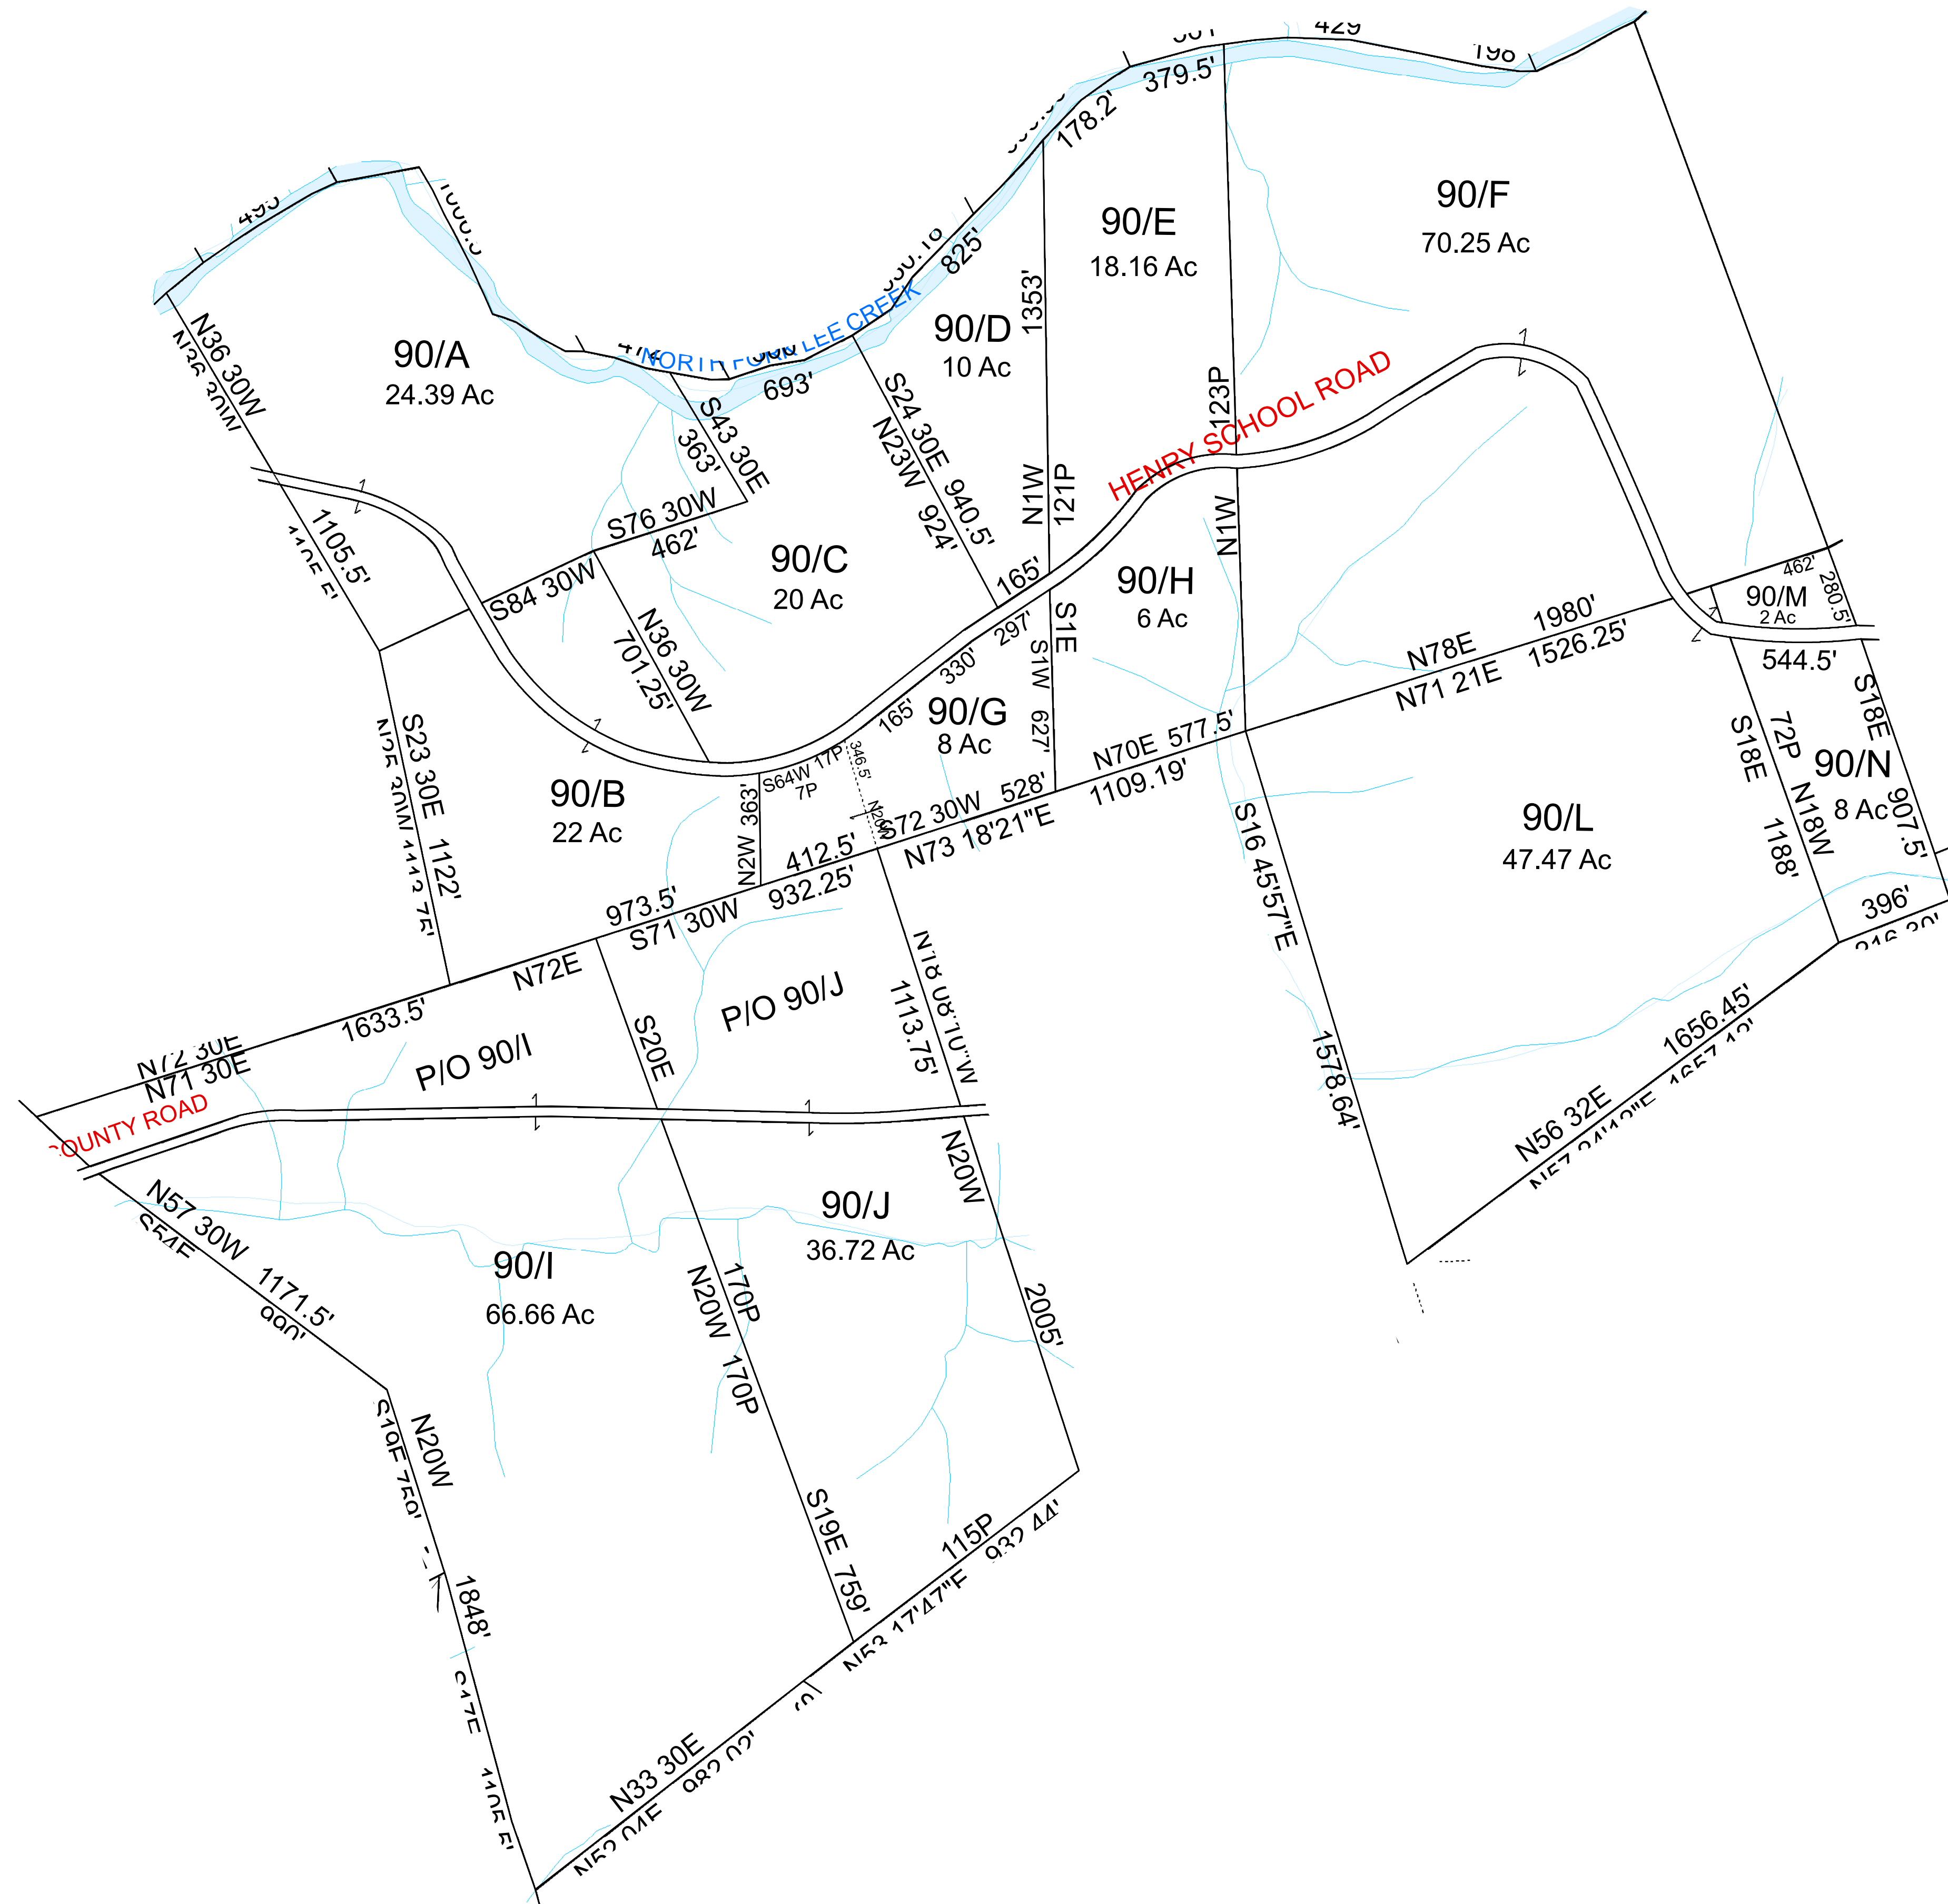 429
198
379.5'
178.2'
495
90/F
70.25 Ac
90/E
18.16 Ac
825'
1353'
90/D
10 Ac
N36 30W
90/A
24.39 Ac
693'
S43 30E
363'
S24 30E 940.5'
N23W 924'
123P
HENRY SCHOOL ROAD
N1W
121P
N1W
1105.5'
S76 30W
462'
90/C
20 Ac
S84 30W
165'
90/H
6 Ac
462'
280.5'
90/M
2 Ac
N36 30W
701.25'
297'
S1E
S1W 627'
330'
165'
90/G
8 Ac
N78E 1980'
N71 21E 1526.25'
544.5'
S18E
907.5'
S23 30E 1122'
90/B
22 Ac
S64W 17P
7P
346.5'
N20W
N2W 363'
S72 30W 528'
N73 18'21"E
N70E 577.5'
1109.19'
S18E
72P
N18W
1188'
90/N
8 Ac
90/L
47.47 Ac
S16 45'57"E
1578.64'
396'
412.5'
932.25'
973.5'
S71 30W
N72E
1633.5'
N72 30E
N71 30E
COUNTY ROAD
P/O 90/I
P/O 90/J
S20E
1113.75'
1656.45'
N56 32E
N57 30W 1171.5'
S54E
N20W
90/J
36.72 Ac
90/I
66.66 Ac
170P
N20W 170P
2005'
N20W
1848'
S19E 759'
115P
N33 30E